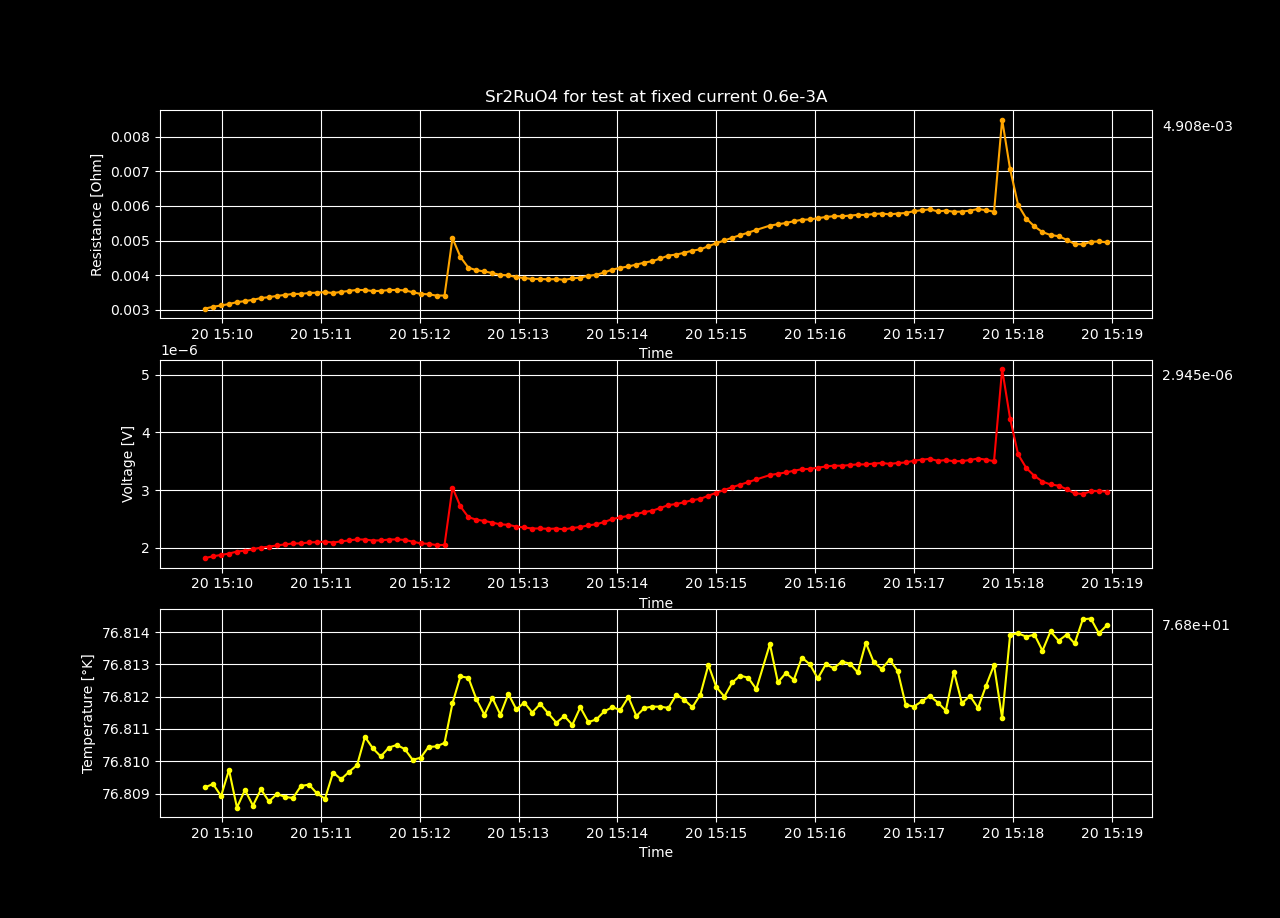 Sr2RuO4 for test at fixed current 0.6e-3A
4.908e-03
Resistance [Ohm]
0.008
0.007
0.006
0.005
0.004
0.003
20 15:10 20 15:11 20 15:12 20 15:13 20 15:14 20 15:15 20 15:16 20 15:17 20 15:18 20 15:19
Time
1e−6
2.945e-06
Voltage [V]
5
4
3
2
20 15:10 20 15:11 20 15:12 20 15:13 20 15:14 20 15:15 20 15:16 20 15:17 20 15:18 20 15:19
Time
7.68e+01
Temperature [°K]
76.814
76.813
76.812
76.811
76.810
76.809
20 15:10 20 15:11 20 15:12 20 15:13 20 15:14 20 15:15 20 15:16 20 15:17 20 15:18 20 15:19
Time